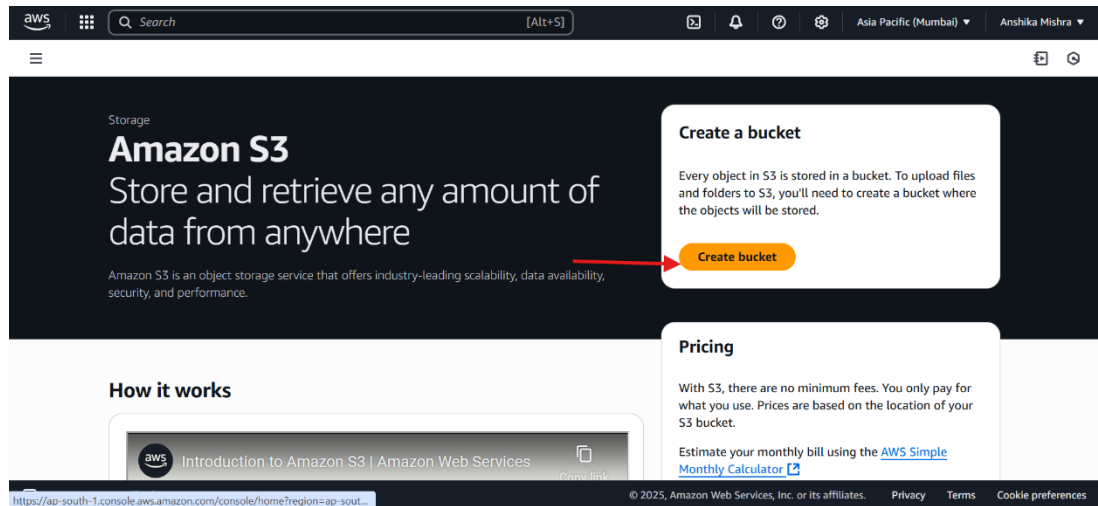 aws
Search [Alt+S]
Asia Pacific (Mumbai) ▼
Anshika Mishra ▼
Storage
Amazon S3
Store and retrieve any amount of
data from anywhere
Amazon S3 is an object storage service that offers industry-leading scalability, data availability,
security, and performance.
Create a bucket
Every object in S3 is stored in a bucket. To upload files
and folders to S3, you'll need to create a bucket where
the objects will be stored.
Create bucket
Pricing
With S3, there are no minimum fees. You only pay for
what you use. Prices are based on the location of your
S3 bucket.
Estimate your monthly bill using the AWS Simple
Monthly Calculator
How it works
aws
Introduction to Amazon S3 | Amazon Web Services
Copy link
https://ap-south-1.console.aws.amazon.com/console/home?region=ap-sout...
© 2025, Amazon Web Services, Inc. or its affiliates.
Privacy
Terms
Cookie preferences